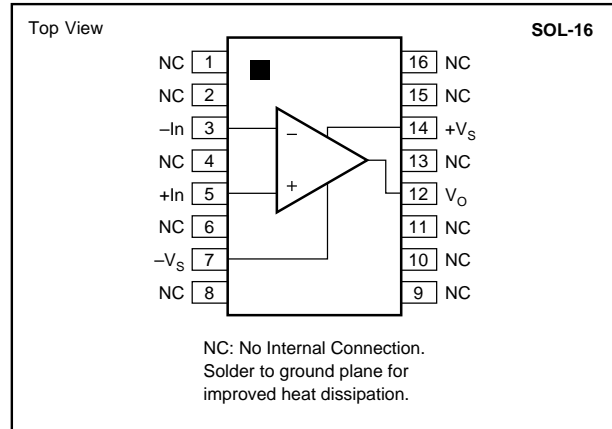 Top View SOL-16
NC 1 16 NC
NC 2 15 NC
–In 3 14 +VS
NC 4 13 NC
+In 5 12 VO
NC 6 11 NC
–VS 7 10 NC
NC 8 9 NC
–
+
NC: No Internal Connection.
Solder to ground plane for
improved heat dissipation.